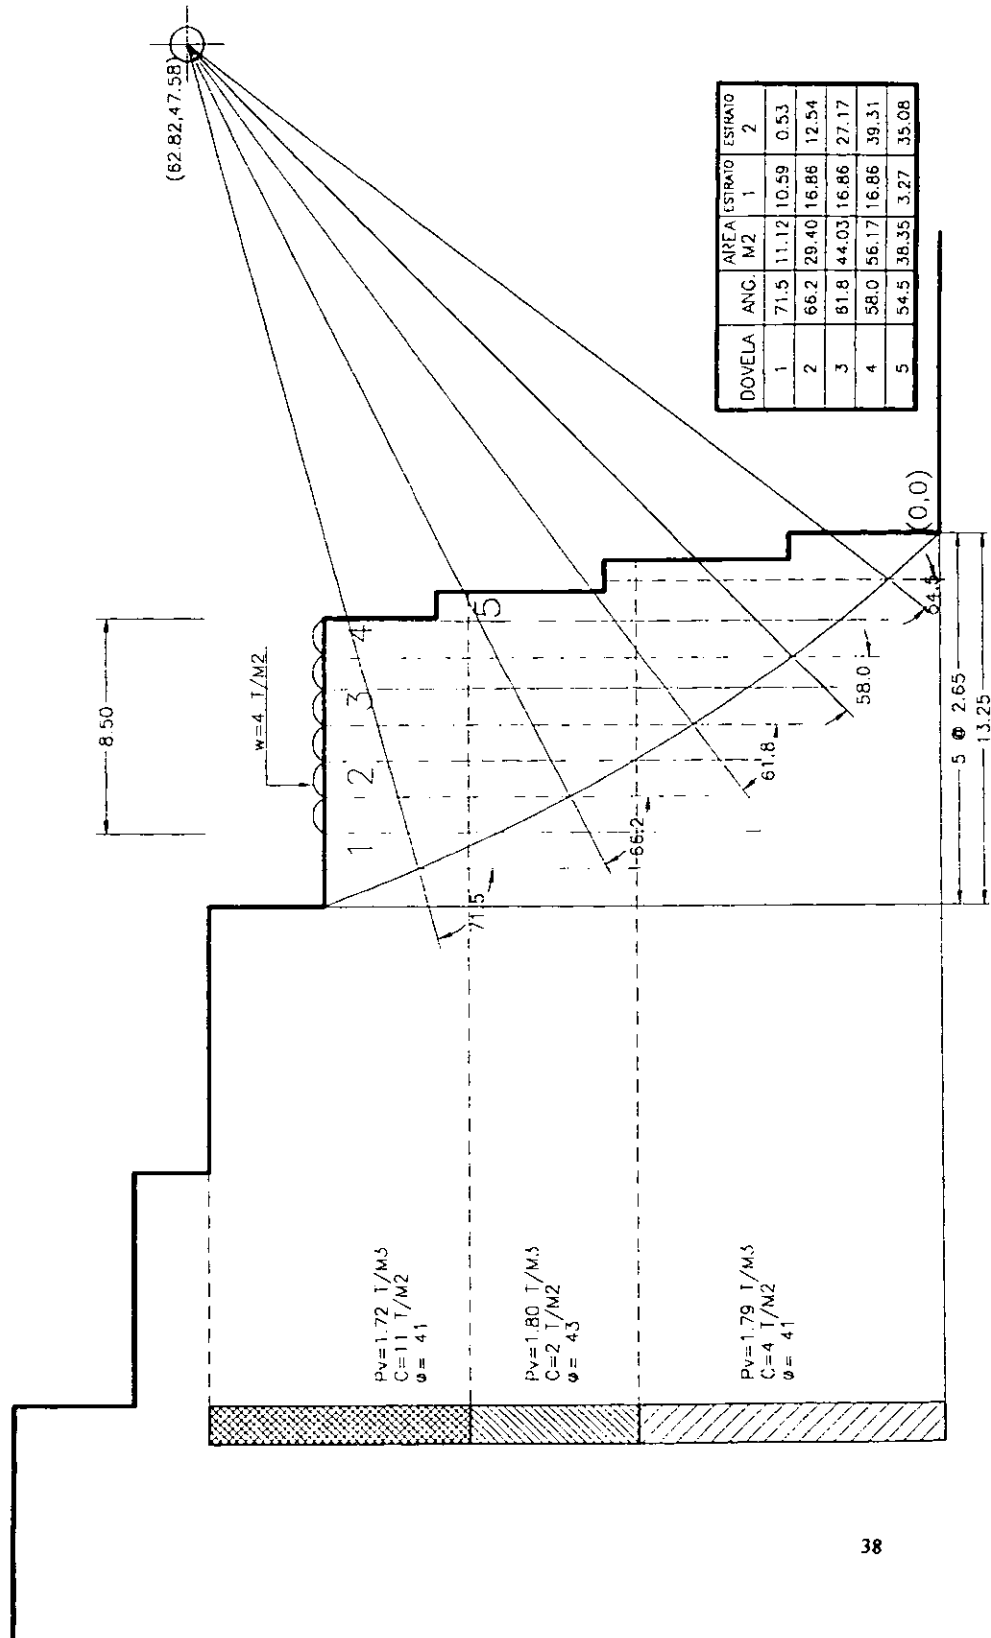 (62.82,47.58)
8.50
w=4 T/M2
1 2 3 4
5
71.5
66.2
61.8
58.0
54.5
(0,0)
5 @ 2.65
13.25
Pv=1.72 T/M3
C=11 T/M2
ø= 41
Pv=1.80 T/M3
C=2 T/M2
ø= 43
Pv=1.79 T/M3
C=4 T/M2
ø= 41
DOVELA ANG. AREA M2 ESTRATO 1 ESTRATO 2
1 71.5 11.12 10.59 0.53
2 66.2 29.40 16.86 12.54
3 61.8 44.03 16.86 27.17
4 58.0 56.17 16.86 39.31
5 54.5 38.35 3.27 35.08
38